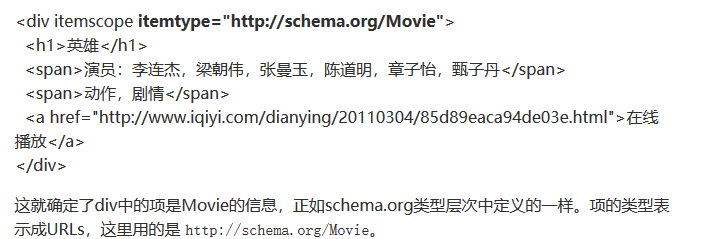 <div itemscope itemtype="http://schema.org/Movie">
<h1>英雄</h1>
<span>演员：李连杰，梁朝伟，张曼玉，陈道明，章子怡，甄子丹</span>
<span>动作，剧情</span>
<a href="http://www.iqiyi.com/dianying/20110304/85d89eaca94de03e.html">在线
播放</a>
</div>
这就确定了div中的项是Movie的信息，正如schema.org类型层次中定义的一样。项的类型表
示成URLs，这里用的是 http://schema.org/Movie。